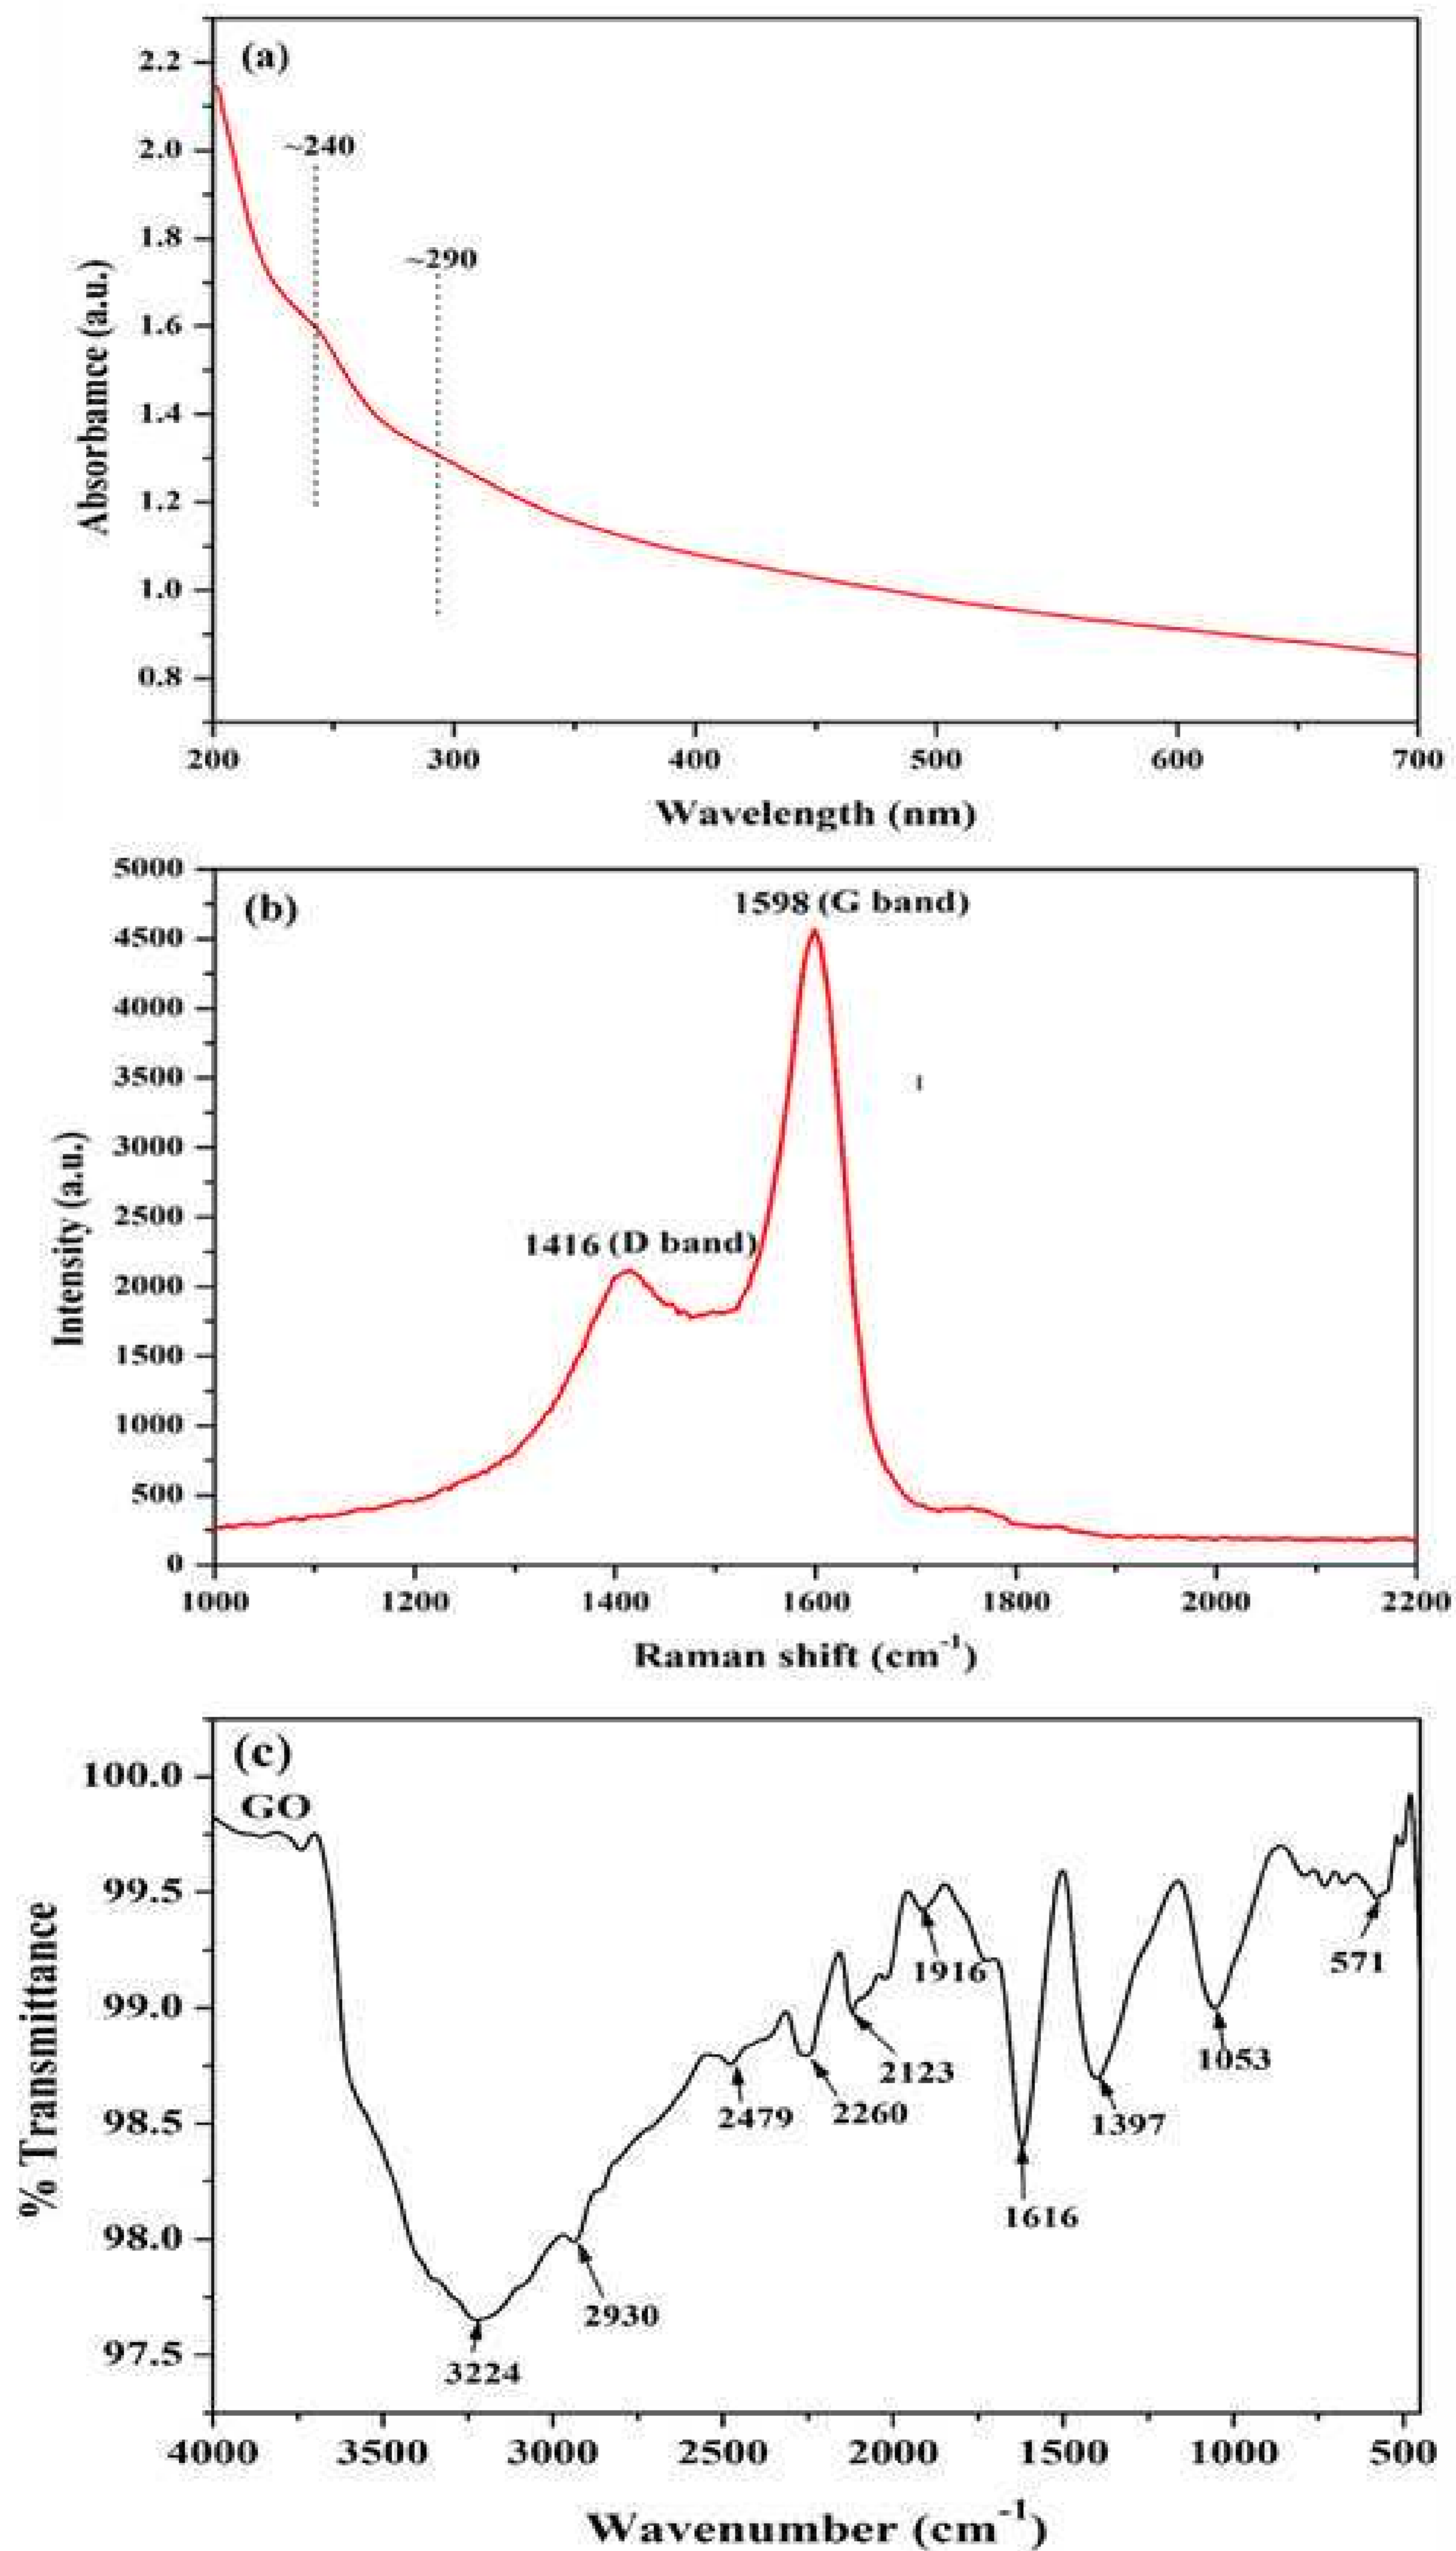 (a)
2.2
2.0
1.8
1.6
1.4
1.2
1.0
0.8
~240
~290
Absorbance (a.u.)
200 300 400 500 600 700
Wavelength (nm)
(b)
5000
4500
4000
3500
3000
2500
2000
1500
1000
500
0
1598 (G band)
1416 (D band)
Intensity (a.u.)
1000 1200 1400 1600 1800 2000 2200
Raman shift (cm-1)
(c)
GO
100.0
99.5
99.0
98.5
98.0
97.5
% Transmittance
571
1916
1053
2123
2479
2260
1397
1616
2930
3224
4000 3500 3000 2500 2000 1500 1000 500
Wavenumber (cm-1)